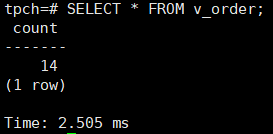 tpch=# SELECT * FROM v_order;
 count
-------
    14
(1 row)

Time: 2.505 ms